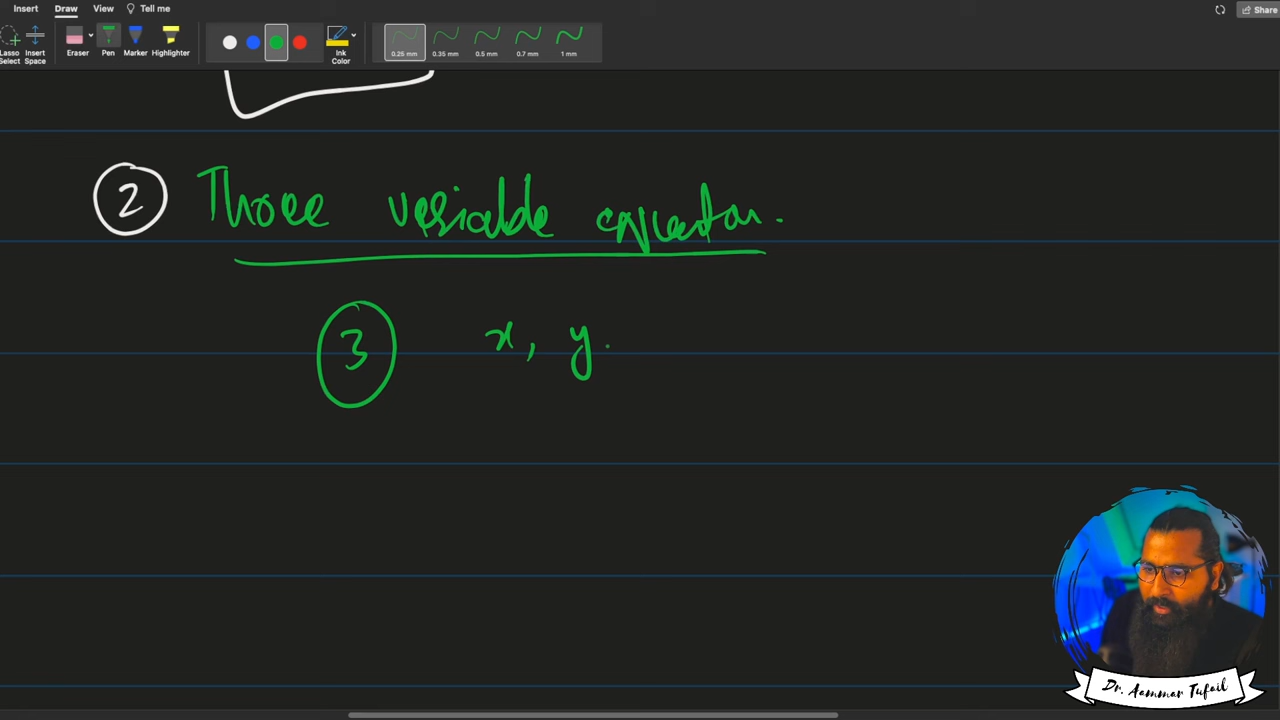 Insert Draw View Tell me
Share
Lasso Select Insert Space Eraser Pen Marker Highlighter Ink Color 0.25 mm 0.35 mm 0.5 mm 0.7 mm 1 mm
2 Three variable equation.
3 x, y.
Dr. Aammar Tufail